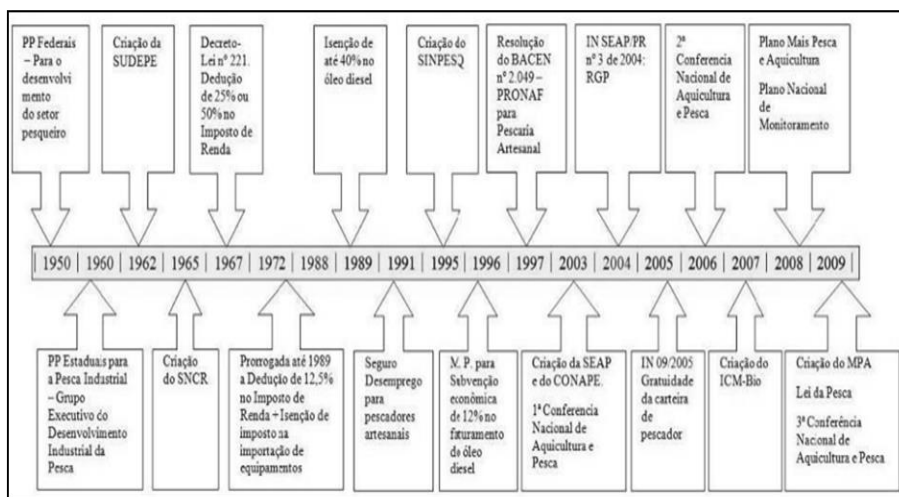 PP Federais
– Para o
desenvolvi
mento
do setor
pesqueiro
Criação da
SUDEPE
Decreto-
Lei nº 221.
Dedução
de 25% ou
50% no
Imposto de
Renda
Isenção de
até 40% no
óleo diesel
Criação do
SINPESQ
Resolução
do BACEN
nº 2.049 –
PRONAF
para
Pescaria
Artesanal
IN SEAP/PR
nº 3 de 2004:
RGP
2ª
Conferencia
Nacional de
Aquicultura
e Pesca
Plano Mais Pesca
e Aquicultura
Plano Nacional
de
Monitoramento
| 1950 | 1960 | 1962 | 1965 | 1967 | 1972 | 1988 | 1989 | 1991 | 1995 | 1996 | 1997 | 2003 | 2004 | 2005 | 2006 | 2007 | 2008 | 2009 |
PP Estaduais para
a Pesca Industrial
– Grupo
Executivo do
Desenvolvimento
Industrial da
Pesca
Criação
do SNCR
Prorrogada até 1989
a Dedução de 12,5%
no Imposto de
Renda + Isenção de
imposto na
importação de
equipamentos
Seguro
Desemprego
para
pescadores
artesanais
M. P. para
Subvenção
econômica
de 12% no
faturamento
do óleo
diesel
Criação da SEAP
e do CONAPE.
1ª Conferencia
Nacional de
Aquicultura e
Pesca
IN 09/2005
Gratuidade
da carteira
de
pescador
Criação do
ICM-Bio
Criação do MPA
Lei da Pesca
3ª Conferência
Nacional de
Aquicultura e Pesca